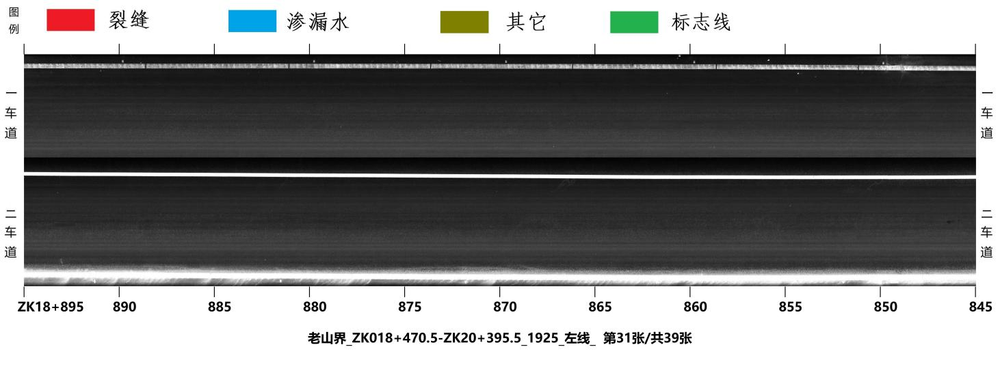 图例
裂缝 渗漏水 其它 标志线
一车道 一车道
二车道 二车道
ZK18+895 890 885 880 875 870 865 860 855 850 845
老山界_ZK018+470.5-ZK20+395.5_1925_左线_ 第31张/共39张